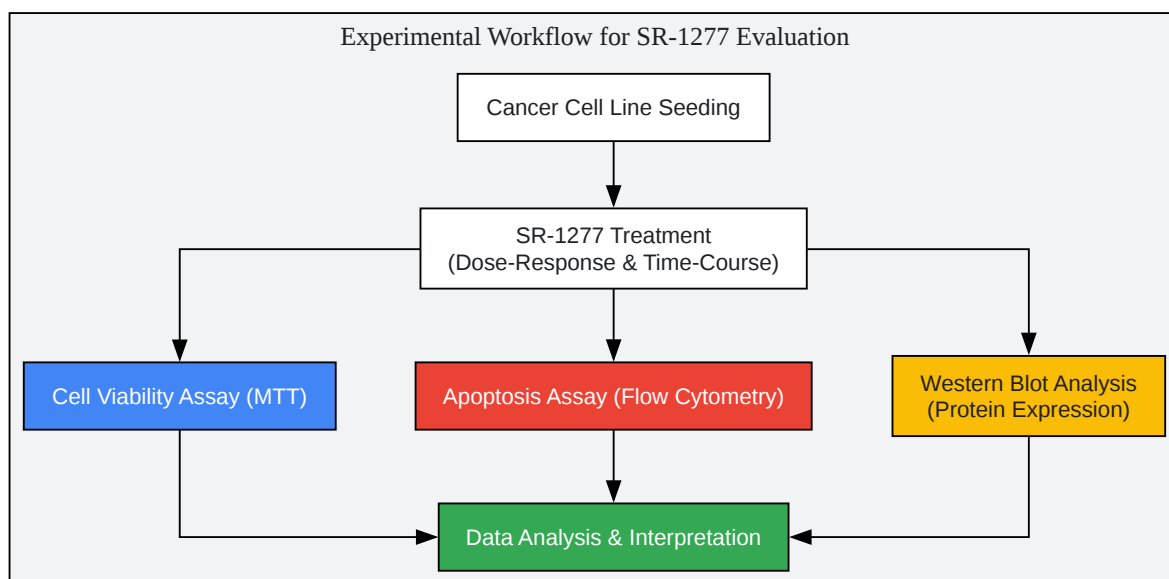 Experimental Workflow for SR-1277 Evaluation
Cancer Cell Line Seeding
SR-1277 Treatment
(Dose-Response & Time-Course)
Cell Viability Assay (MTT)
Apoptosis Assay (Flow Cytometry)
Western Blot Analysis
(Protein Expression)
Data Analysis & Interpretation